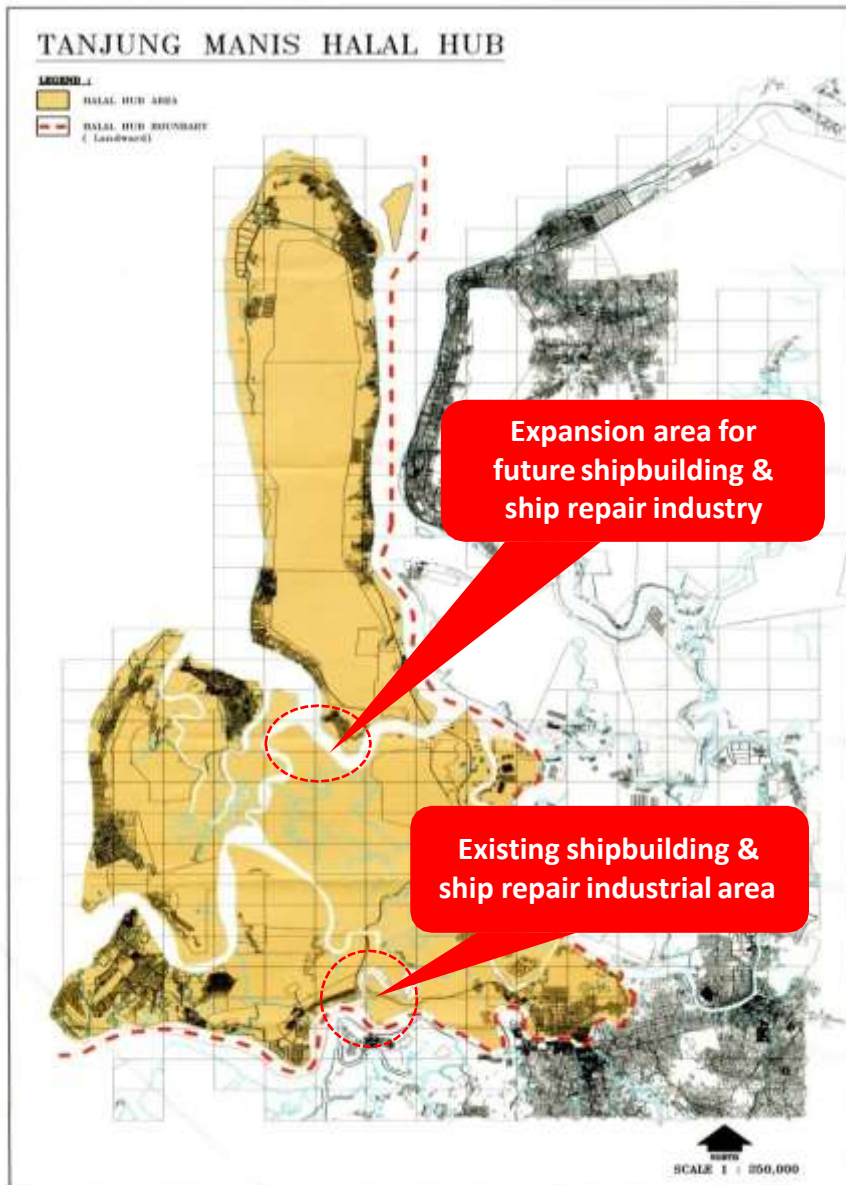 TANJUNG MANIS HALAL HUB
LEGEND :
HALAL HUB AREA
HALAL HUB BOUNDARY
( Landward)
Expansion area for
future shipbuilding &
ship repair industry
Existing shipbuilding &
ship repair industrial area
NORTH
SCALE 1 : 250,000